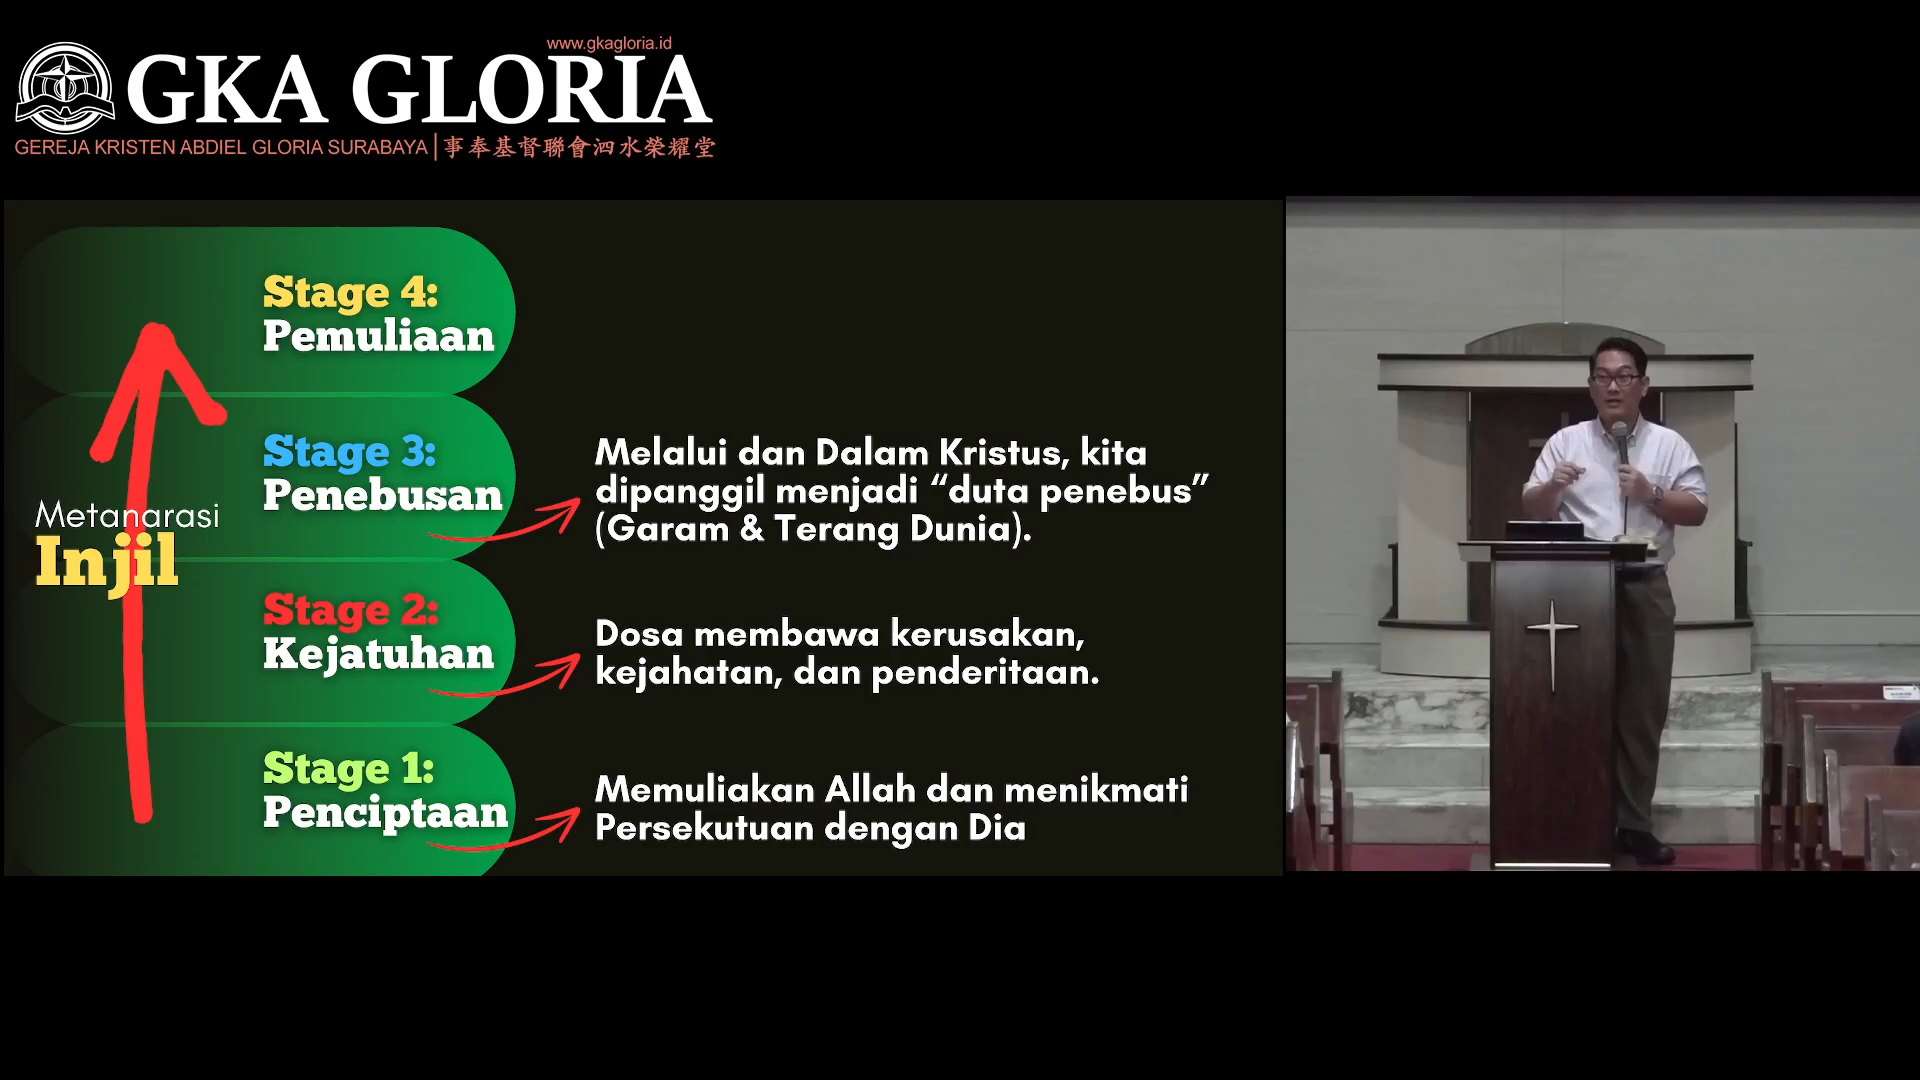 www.gkagloria.id
GKA GLORIA
GEREJA KRISTEN ABDIEL GLORIA SURABAYA | 事奉基督聯會泗水榮耀堂
Stage 4:
Pemuliaan
Stage 3:
Penebusan
Melalui dan Dalam Kristus, kita
dipanggil menjadi “duta penebus”
(Garam & Terang Dunia).
Metanarasi
Injil
Stage 2:
Kejatuhan
Dosa membawa kerusakan,
kejahatan, dan penderitaan.
Stage 1:
Penciptaan
Memuliakan Allah dan menikmati
Persekutuan dengan Dia